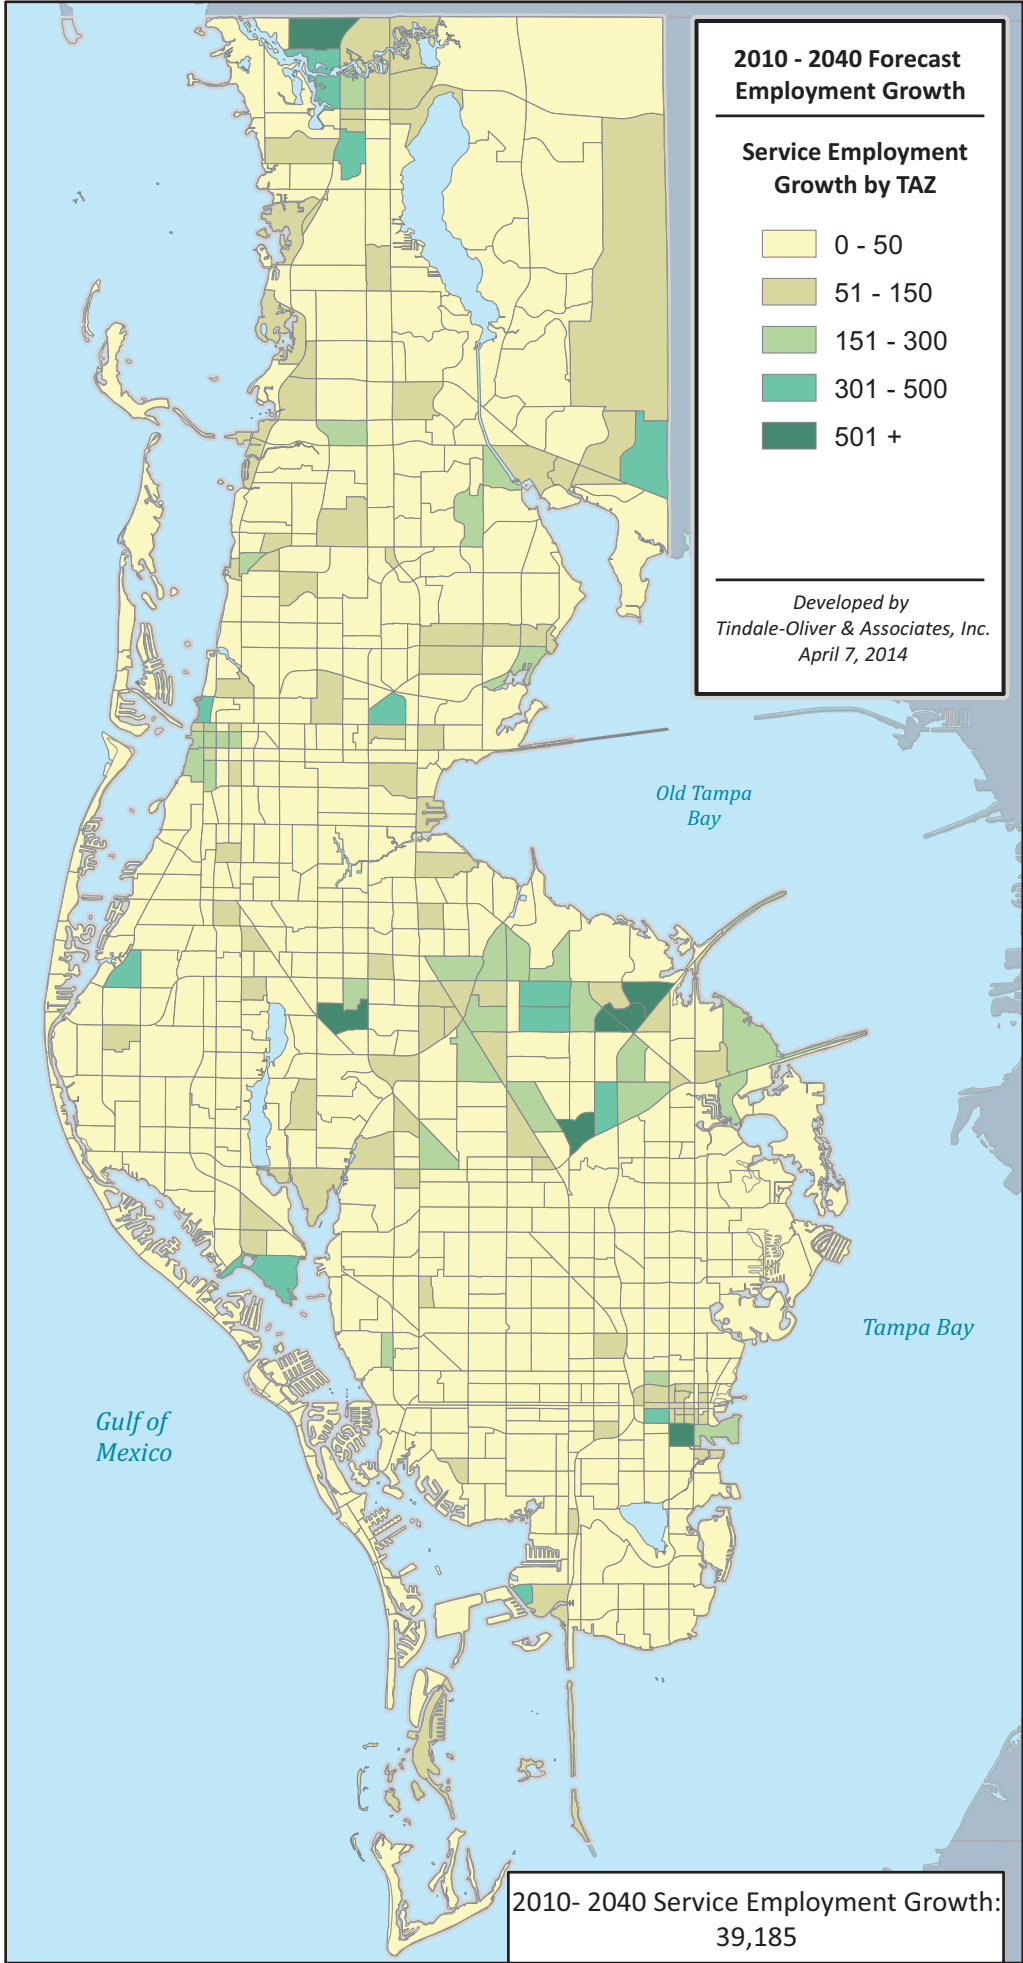 2010 - 2040 Forecast
Employment Growth
Service Employment
Growth by TAZ
0 - 50
51 - 150
151 - 300
301 - 500
501 +
Developed by
Tindale-Oliver & Associates, Inc.
April 7, 2014
Old Tampa
Bay
Tampa Bay
Gulf of
Mexico
2010- 2040 Service Employment Growth:
39,185